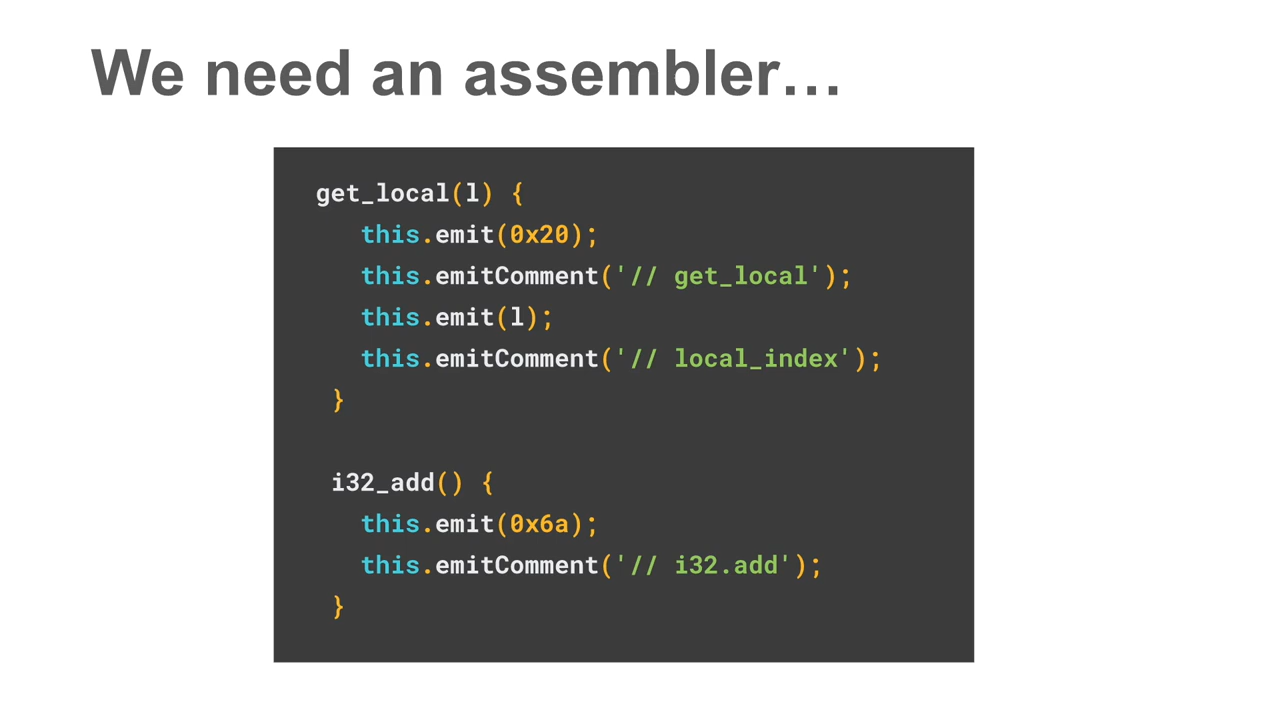 We need an assembler…
get_local(l) {
this.emit(0x20);
this.emitComment('// get_local');
this.emit(l);
this.emitComment('// local_index');
}
i32_add() {
this.emit(0x6a);
this.emitComment('// i32.add');
}